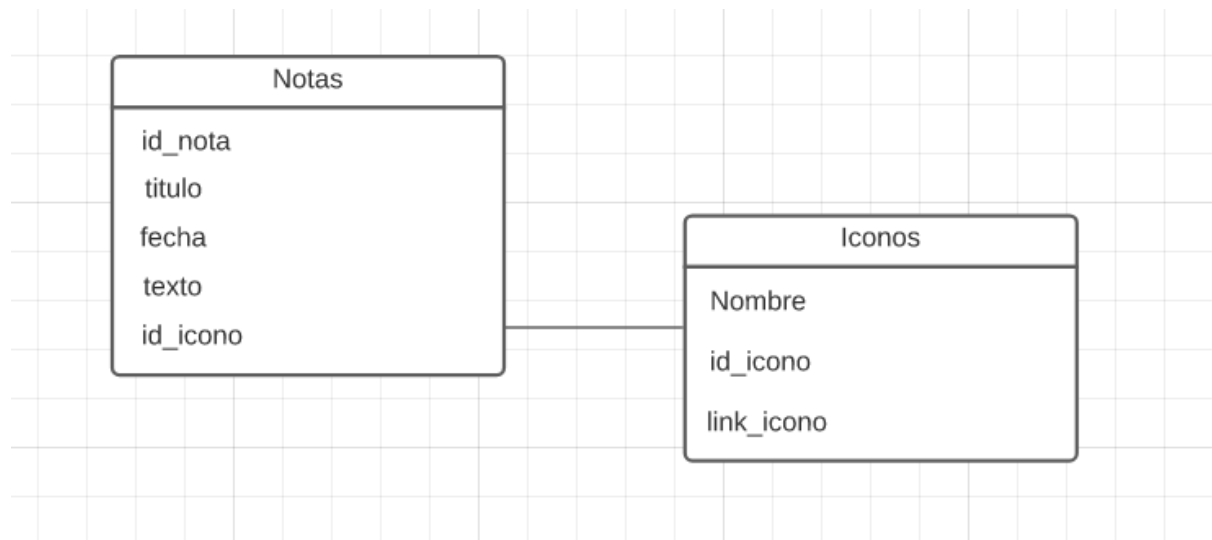 Notas
id_nota
titulo
fecha
texto
id_icono
Iconos
Nombre
id_icono
link_icono